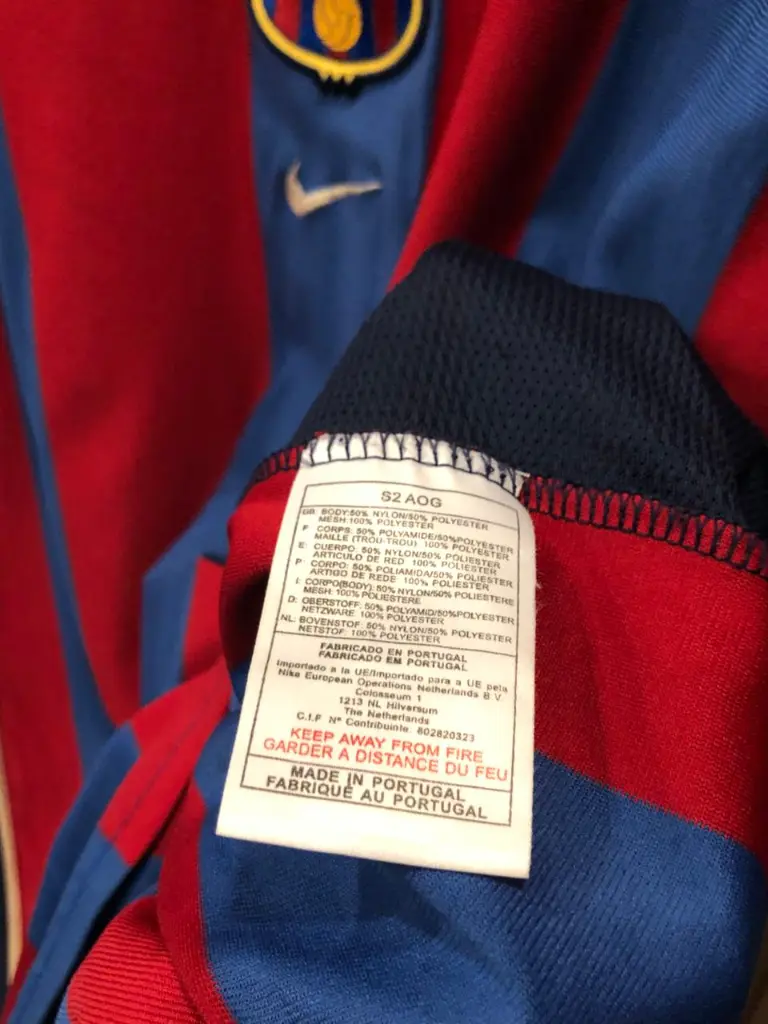 S2 AOG
GB: BODY:50% NYLON/50% POLYESTER
MESH:100% POLYESTER
F: CORPS: 50% POLYAMIDE/50%POLYESTER
MAILLE (TROU-TROU): 100% POLYESTER
E: CUERPO: 50% NYLON/50% POLIESTER
ARTICULO DE RED 100% POLIESTER
P: CORPO: 50% POLIAMIDA/50% POLIESTER
ARTIGO DE REDE 100% POLIESTER
I: CORPO(BODY): 50% NYLON/50% POLIESTERE
MESH: 100% POLIESTERE
D: OBERSTOFF: 50% POLYAMID/50%POLYESTER
NETZWARE: 100% POLYESTER
NL: BOVENSTOF: 50% NYLON/50% POLYESTER
NETSTOF: 100% POLYESTER
FABRICADO EN PORTUGAL
FABRICADO EM PORTUGAL
Importado a la UE/Importado para a UE pela
Nike European Operations Netherlands B.V.
Colosseum 1
1213 NL Hilversum
The Netherlands
C.I.F Nº Contribuinte: 802820323
KEEP AWAY FROM FIRE
GARDER A DISTANCE DU FEU
MADE IN PORTUGAL
FABRIQUÉ AU PORTUGAL